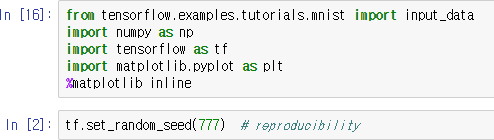 In [16]: from tensorflow.examples.tutorials.mnist import input_data
import numpy as np
import tensorflow as tf
import matplotlib.pyplot as plt
%matplotlib inline
In [2]: tf.set_random_seed(777)  # reproducibility